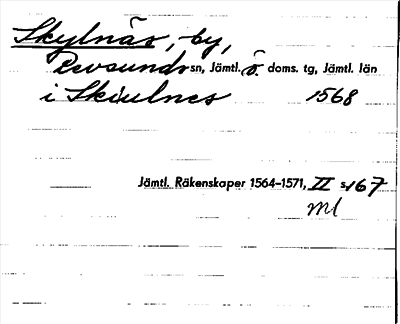 Skylnäs, by,
Revsunds sn, Jämtl. ö. doms. tg, Jämtl. län
i Skiulnes 1568
Jämtl. Räkenskaper 1564-1571, II s. 167
Ml